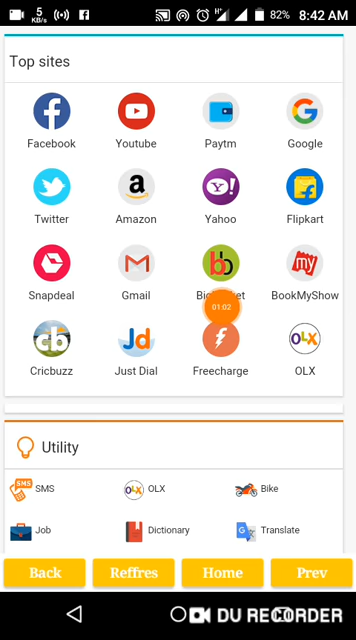 5 KB/s H+ 82% 8:42 AM
Top sites
Facebook Youtube Paytm Google
Twitter Amazon Yahoo Flipkart
Snapdeal Gmail BookMyShow
01:02
Cricbuzz Just Dial Freecharge OLX
Utility
SMS OLX Bike
Job Dictionary Translate
Back Reffres Home Prev
DU RECORDER